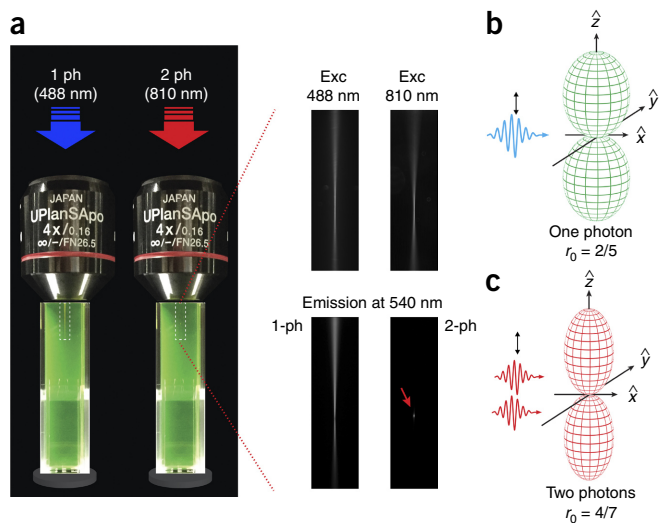 a
1 ph
(488 nm)
2 ph
(810 nm)
JAPAN
UPlanSApo
4x/0.16
∞/-/FN26.5
JAPAN
UPlanSApo
4x/0.16
∞/-/FN26.5
Exc
488 nm
Exc
810 nm
Emission at 540 nm
1-ph
2-ph
b
ẑ
ŷ
x̂
One photon
r₀ = 2/5
c
ẑ
ŷ
x̂
Two photons
r₀ = 4/7